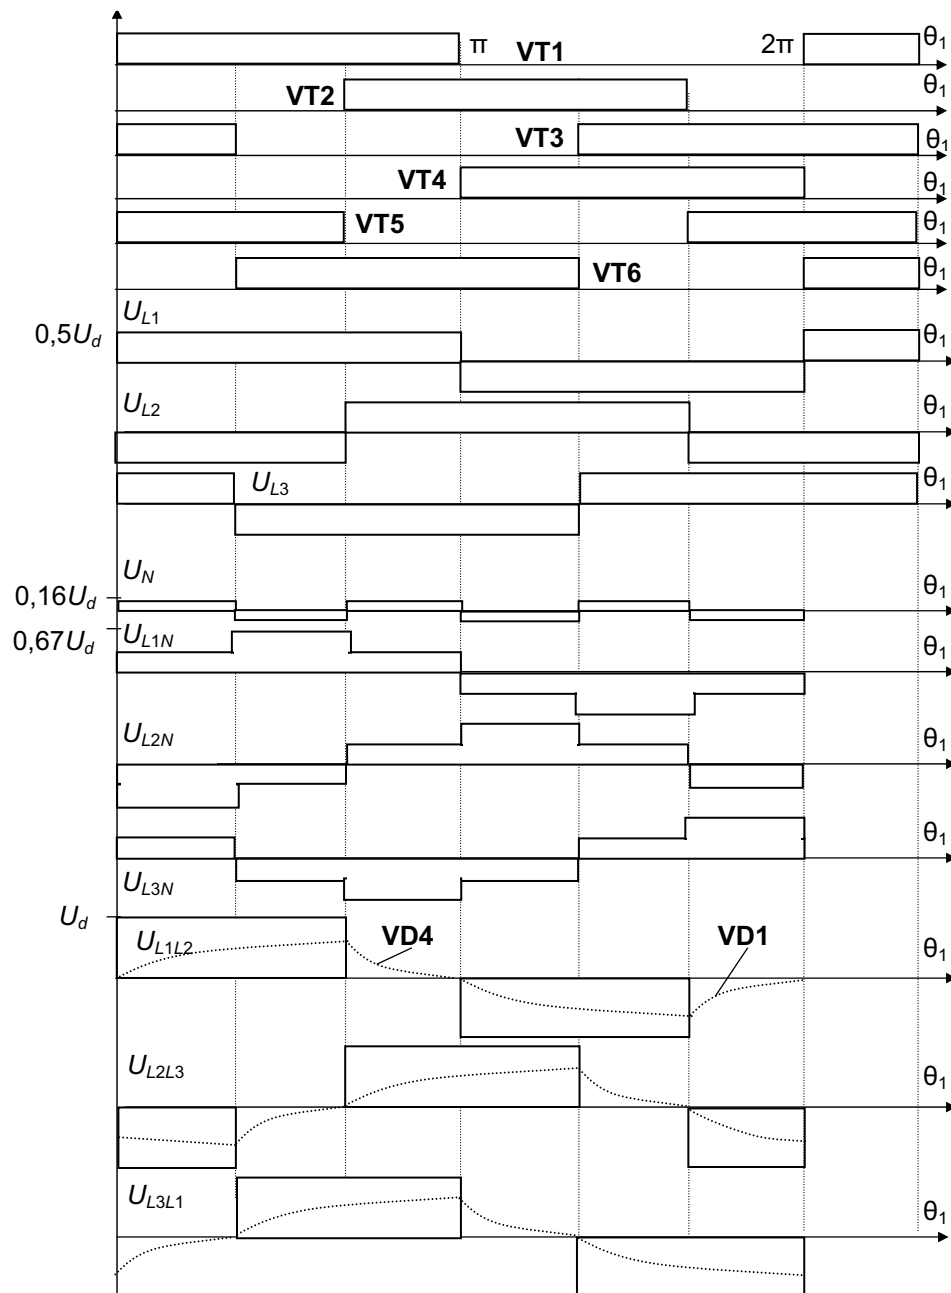 π VT1 2π θ1
VT2 θ1
VT3 θ1
VT4 θ1
VT5 θ1
VT6 θ1
UL1
0,5Ud θ1
UL2 θ1
UL3 θ1
UN
0,16Ud θ1
0,67Ud UL1N θ1
UL2N θ1
θ1
UL3N
Ud
UL1L2 VD4 VD1 θ1
UL2L3 θ1
UL3L1 θ1